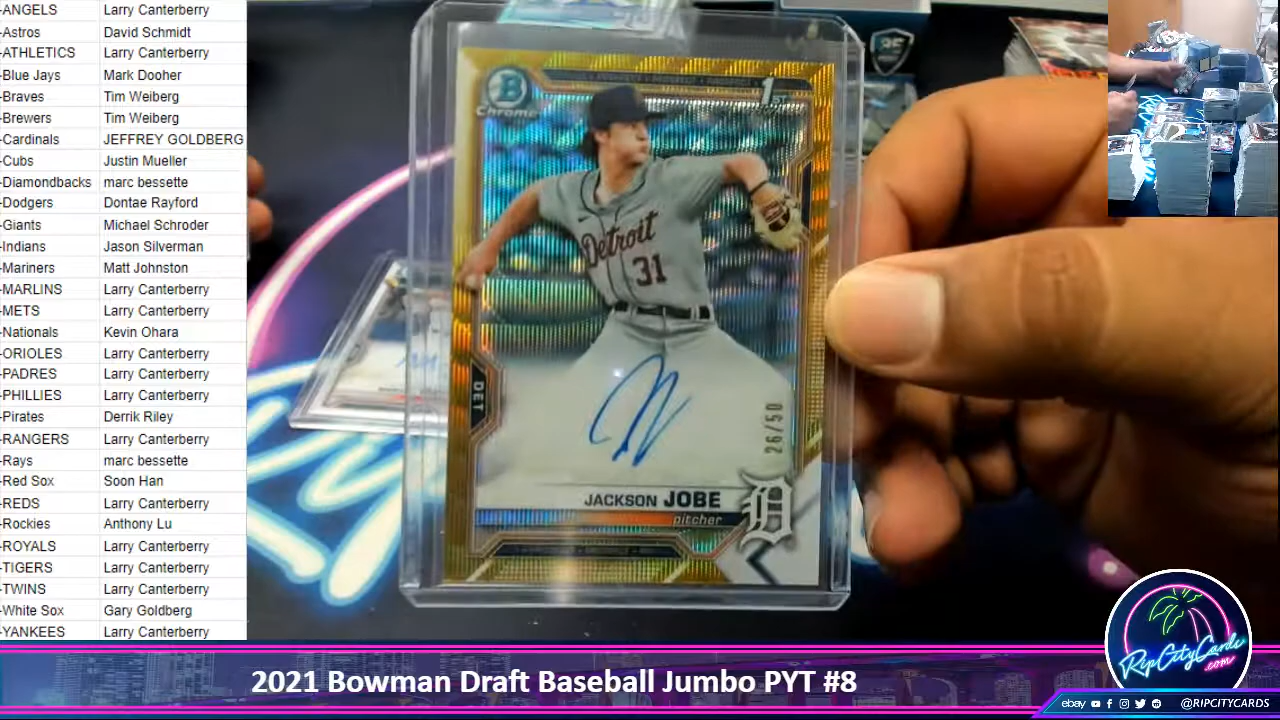 -ANGELS Larry Canterberry
-Astros David Schmidt
-ATHLETICS Larry Canterberry
-Blue Jays Mark Dooher
-Braves Tim Weiberg
-Brewers Tim Weiberg
-Cardinals JEFFREY GOLDBERG
-Cubs Justin Mueller
-Diamondbacks marc bessette
-Dodgers Dontae Rayford
-Giants Michael Schroder
-Indians Jason Silverman
-Mariners Matt Johnston
-MARLINS Larry Canterberry
-METS Larry Canterberry
-Nationals Kevin Ohara
-ORIOLES Larry Canterberry
-PADRES Larry Canterberry
-PHILLIES Larry Canterberry
-Pirates Derrik Riley
-RANGERS Larry Canterberry
-Rays marc bessette
-Red Sox Soon Han
-REDS Larry Canterberry
-Rockies Anthony Lu
-ROYALS Larry Canterberry
-TIGERS Larry Canterberry
-TWINS Larry Canterberry
-White Sox Gary Goldberg
-YANKEES Larry Canterberry
B
Chrome
1ST
Detroit
31
DET
26/50
JACKSON JOBE
pitcher
D
RipCityCards
.com
2021 Bowman Draft Baseball Jumbo PYT #8
ebay @RIPCITYCARDS